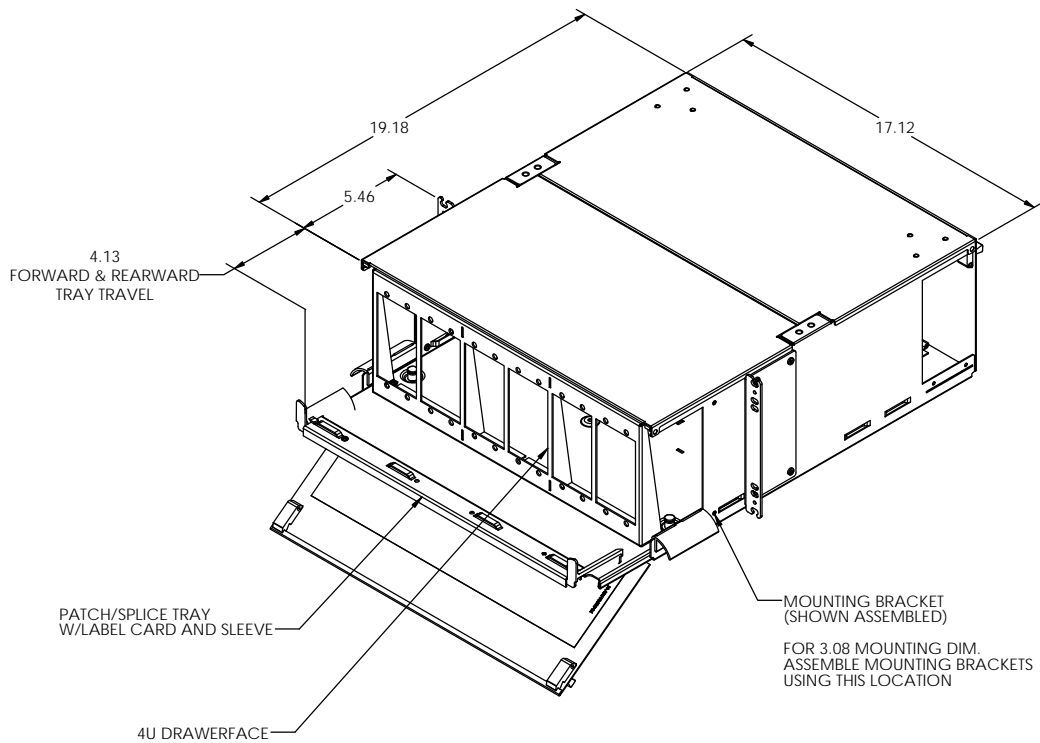 19.18
17.12
5.46
4.13
FORWARD & REARWARD
TRAY TRAVEL
PATCH/SPLICE TRAY
W/LABEL CARD AND SLEEVE
MOUNTING BRACKET
(SHOWN ASSEMBLED)
FOR 3.08 MOUNTING DIM.
ASSEMBLE MOUNTING BRACKETS
USING THIS LOCATION
4U DRAWERFACE